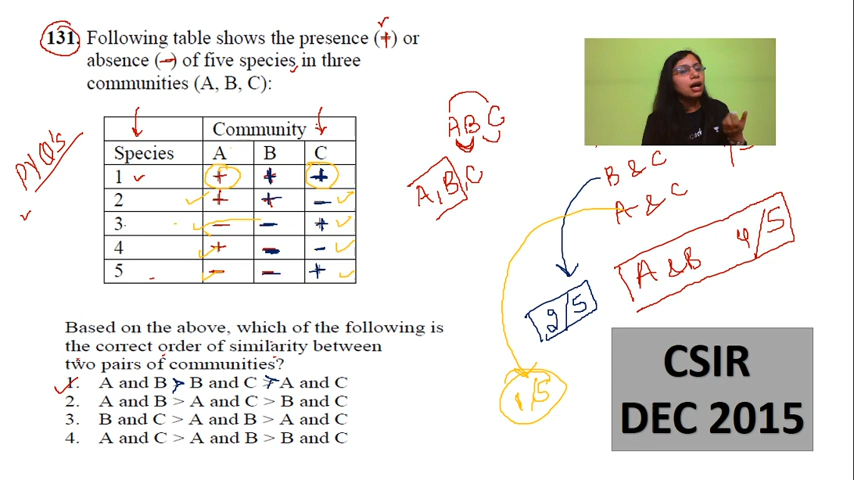 131. Following table shows the presence (+) or
absence (–) of five species, in three
communities (A, B, C):
Community
Species A B C
1 + + +
2 + + –
3 – – +
4 + – –
5 – – +
Based on the above, which of the following is
the correct order of similarity between
two pairs of communities?
1. A and B > B and C > A and C
2. A and B > A and C > B and C
3. B and C > A and B > A and C
4. A and C > A and B > B and C
PYQ's
A B C
A, B, C
B & C
A & C
A & B 4/5
2/5
1/5
CSIR
DEC 2015